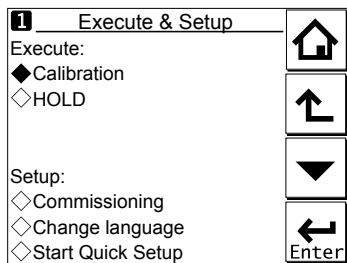 1 Execute & Setup
Execute:
◆Calibration
◇HOLD
Setup:
◇Commissioning
◇Change language
◇Start Quick Setup
Enter